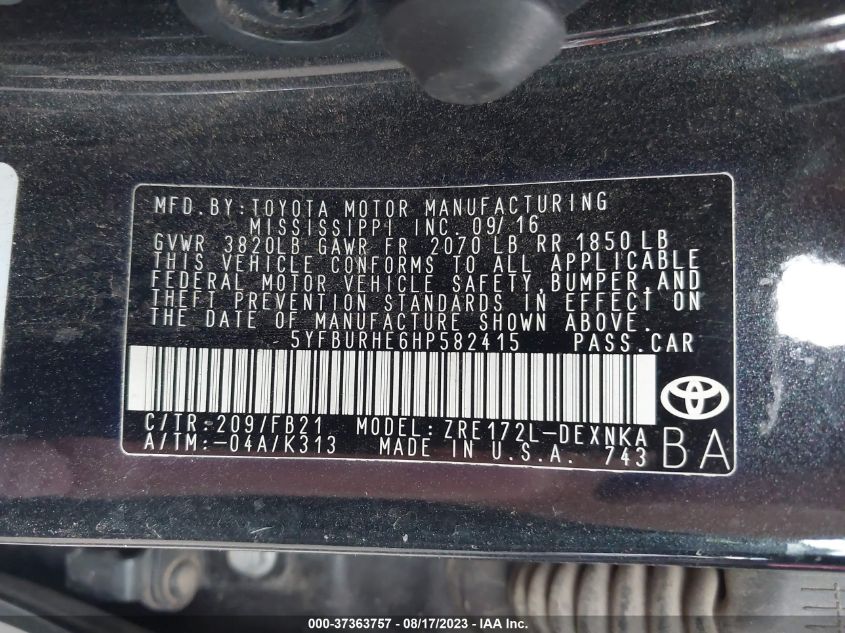 MFD.BY:TOYOTA MOTOR MANUFACTURING
MISSISSIPPI INC. 09/16
GVWR 3820LB GAWR FR 2070 LB RR 1850 LB
THIS VEHICLE CONFORMS TO ALL APPLICABLE
FEDERAL MOTOR VEHICLE SAFETY,BUMPER,AND
THEFT PREVENTION STANDARDS IN EFFECT ON
THE DATE OF MANUFACTURE SHOWN ABOVE.
5YFBURHE6HP582415 PASS.CAR
C/TR:209/FB21 MODEL:ZRE172L-DEXNKA
A/TM:-04A/K313 MADE IN U.S.A. 743
BA
000-37363757 - 08/17/2023 - IAA Inc.